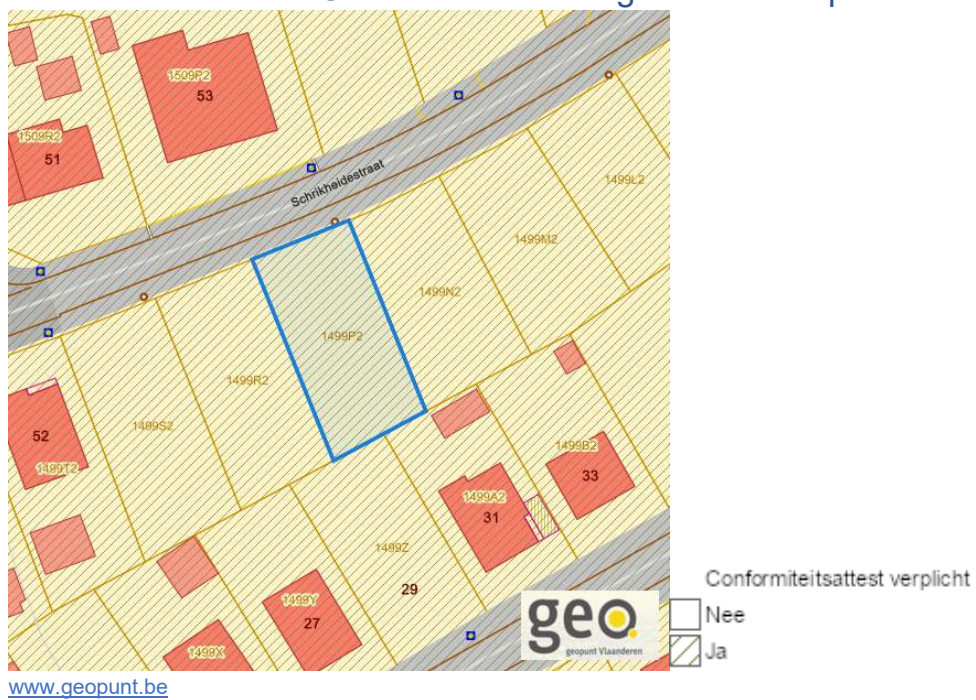 1509P2
53
1509R2
51
Schrikheidestraat
1499L2
1499M2
1499N2
1499P2
1499R2
1499S2
52
1499T2
1499B2
33
1499A2
31
1499Z
29
1499Y
27
1499X
geo
geopunt Vlaanderen
Conformiteitsattest verplicht
Nee
Ja
www.geopunt.be